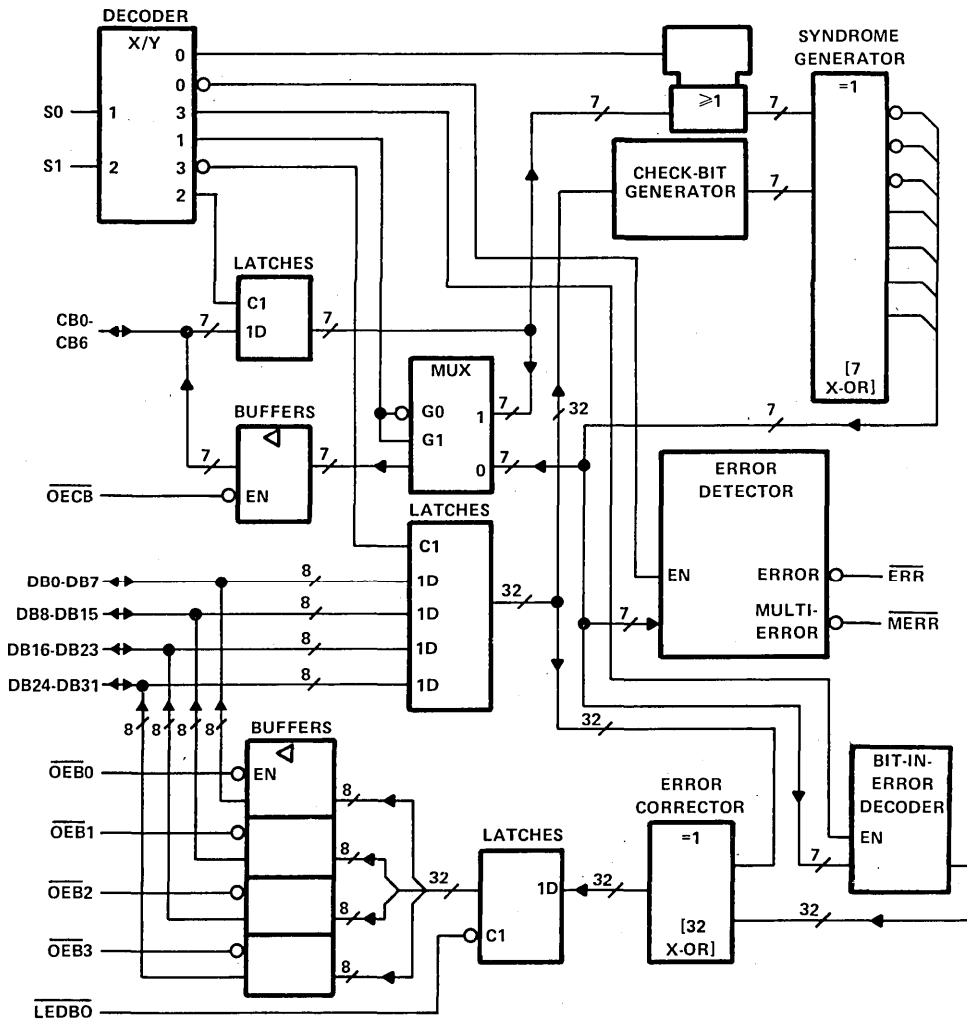 DECODER
X/Y
0
0
S0
1
3
1
S1
2
3
2
≥1
7
7
SYNDROME
GENERATOR
=1
CHECK-BIT
GENERATOR
7
[7
X-OR]
LATCHES
C1
1D
CB0-
CB6
7
7
MUX
G0
G1
1
0
7
7
32
7
BUFFERS
EN
7
7
OECB
ERROR
DETECTOR
EN
ERROR
MULTI-
ERROR
ERR
MERR
7
LATCHES
C1
1D
1D
1D
1D
32
DB0-DB7
8
DB8-DB15
8
DB16-DB23
8
DB24-DB31
8
8
8
8
8
BUFFERS
EN
OEB0
8
OEB1
8
OEB2
8
OEB3
8
LEDBO
32
LATCHES
1D
C1
32
ERROR
CORRECTOR
=1
[32
X-OR]
32
32
BIT-IN-
ERROR
DECODER
EN
7